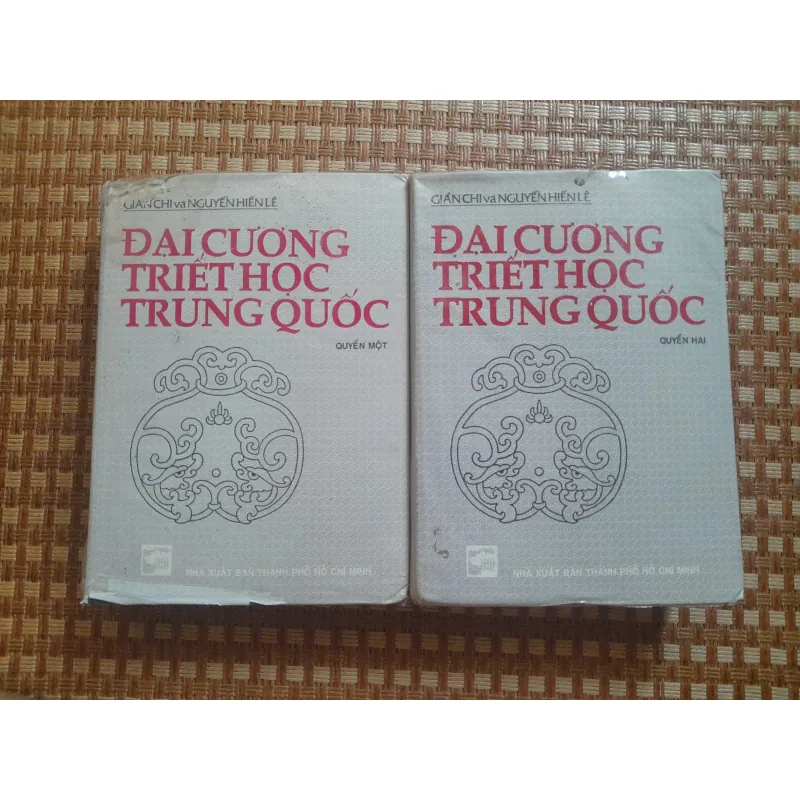 GIẢN CHI và NGUYỄN HIẾN LÊ
ĐẠI CƯƠNG
TRIẾT HỌC
TRUNG QUỐC
QUYỂN MỘT
NHÀ XUẤT BẢN THÀNH PHỐ HỒ CHÍ MINH
GIẢN CHI và NGUYỄN HIẾN LÊ
ĐẠI CƯƠNG
TRIẾT HỌC
TRUNG QUỐC
QUYỂN HAI
NHÀ XUẤT BẢN THÀNH PHỐ HỒ CHÍ MINH